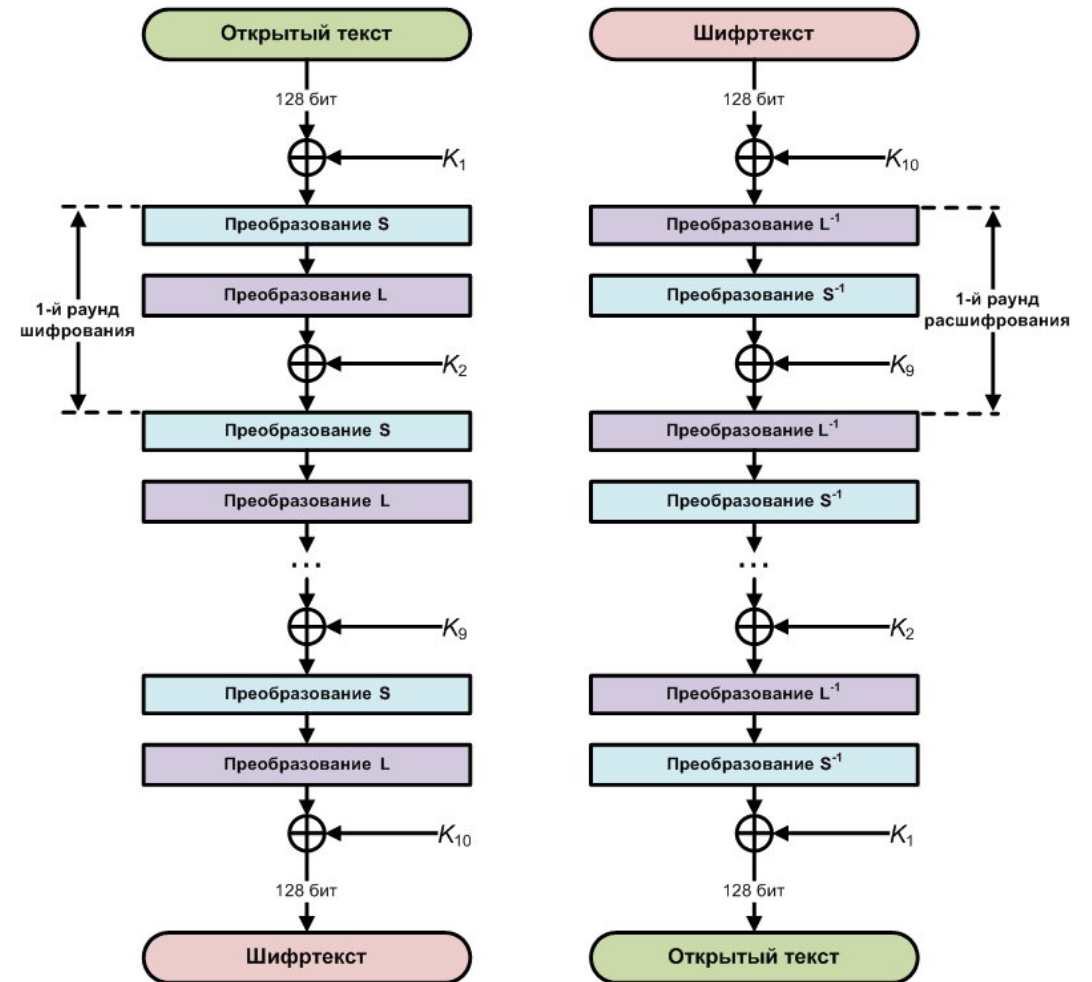 Открытый текст
128 бит
K₁
Преобразование S
Преобразование L
1-й раунд
шифрования
K₂
Преобразование S
Преобразование L
...
K₉
Преобразование S
Преобразование L
K₁₀
128 бит
Шифртекст
Шифртекст
128 бит
K₁₀
Преобразование L⁻¹
Преобразование S⁻¹
1-й раунд
расшифрования
K₉
Преобразование L⁻¹
Преобразование S⁻¹
...
K₂
Преобразование L⁻¹
Преобразование S⁻¹
K₁
128 бит
Открытый текст